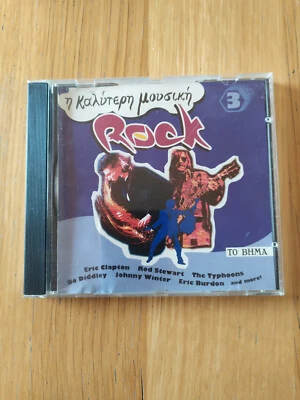 η καλύτερη μουσική
3
Rock
ΤΟ ΒΗΜΑ
Eric Clapton Rod Stewart The Typhoons
Bo Diddley Johnny Winter Eric Burdon and more!